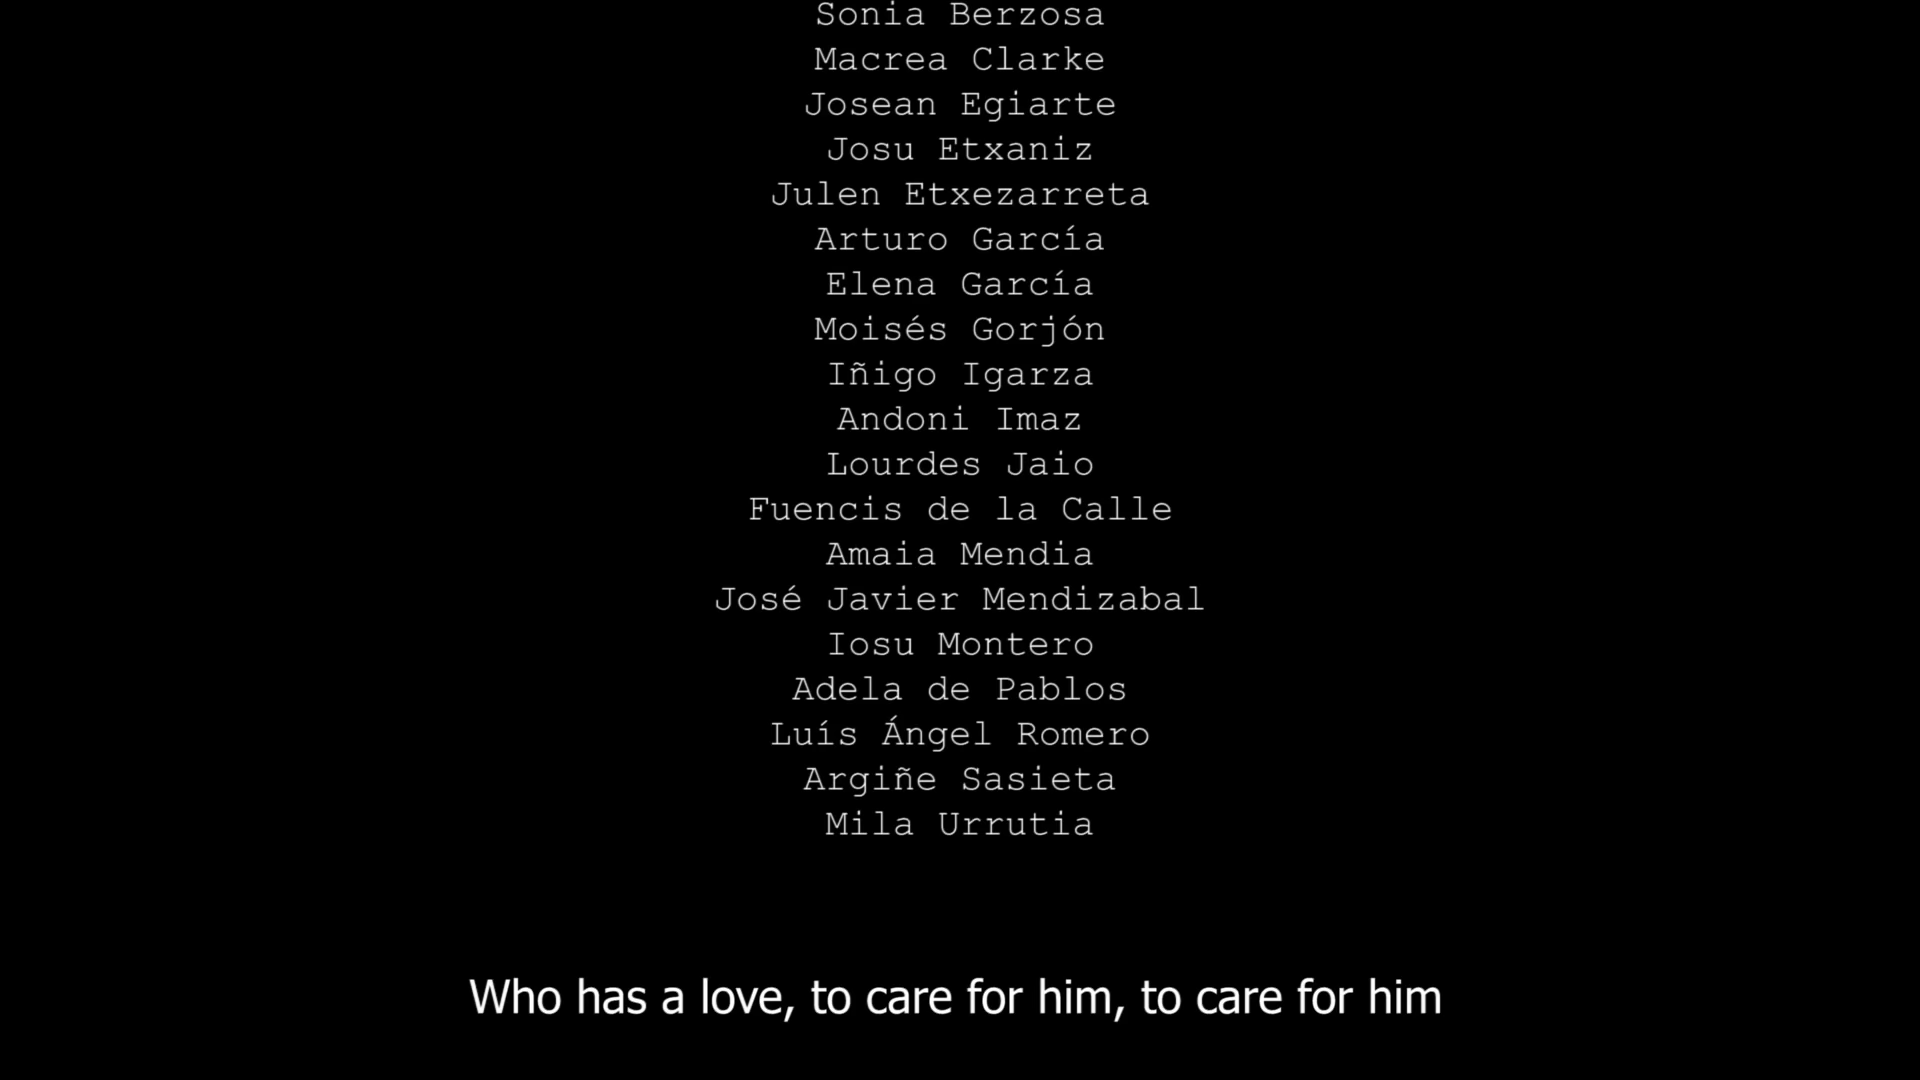 Sonia Berzosa
Macrea Clarke
Josean Egiarte
Josu Etxaniz
Julen Etxezarreta
Arturo García
Elena García
Moisés Gorjón
Iñigo Igarza
Andoni Imaz
Lourdes Jaio
Fuencis de la Calle
Amaia Mendia
José Javier Mendizabal
Iosu Montero
Adela de Pablos
Luís Ángel Romero
Argiñe Sasieta
Mila Urrutia
Who has a love, to care for him, to care for him